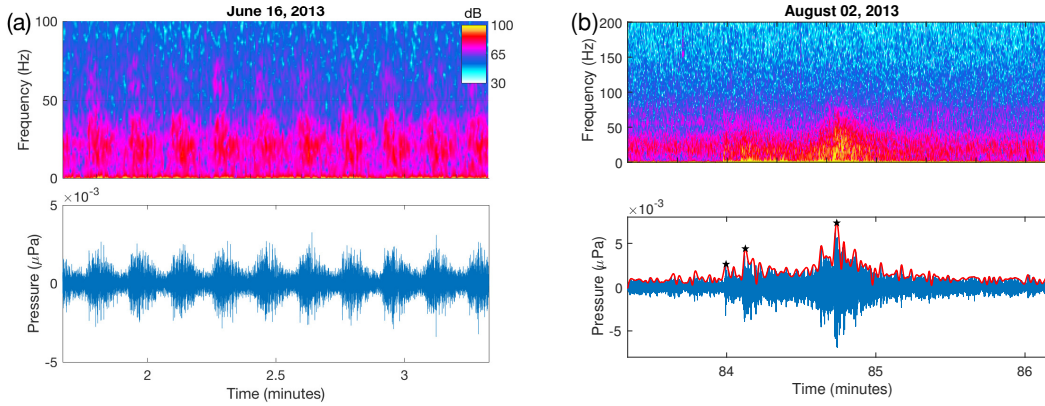 (a)
June 16, 2013
dB
100
65
30
Frequency (Hz)
100
50
0
×10⁻³
Pressure (μPa)
5
0
-5
2
2.5
3
Time (minutes)
(b)
August 02, 2013
Frequency (Hz)
200
150
100
50
0
×10⁻³
Pressure (μPa)
5
0
-5
84
85
86
Time (minutes)